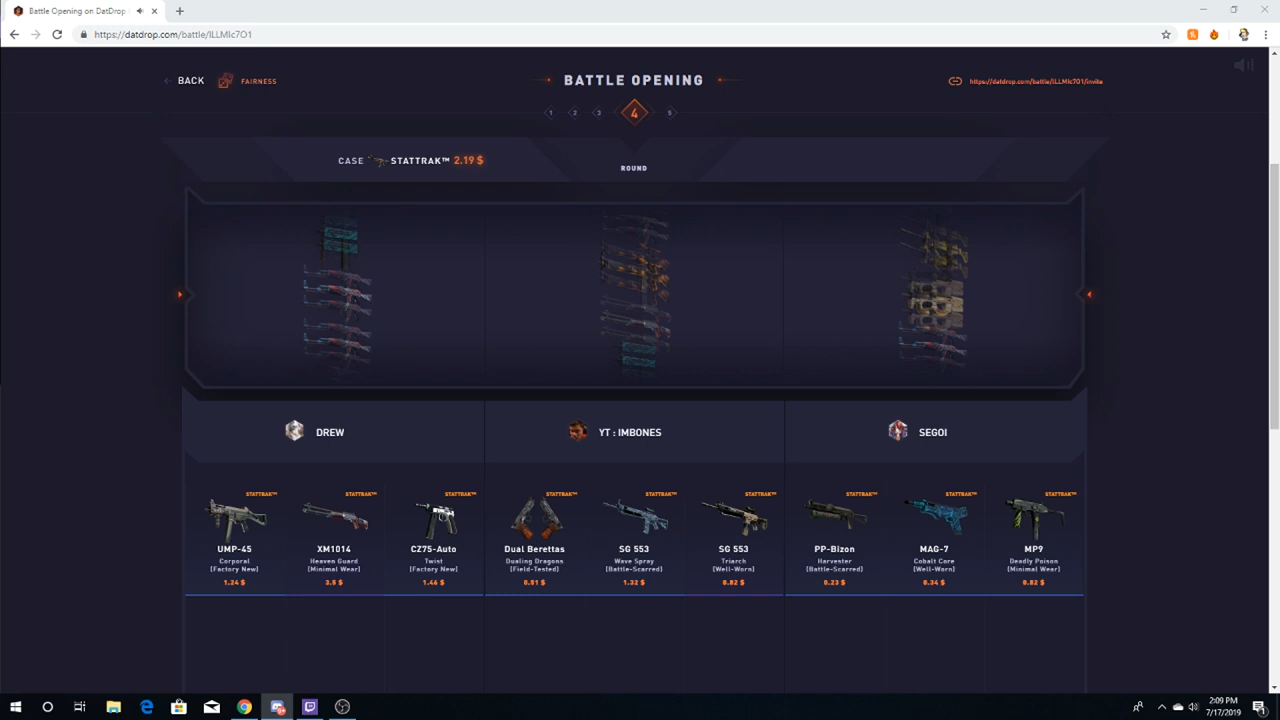 Battle Opening on DatDrop
https://datdrop.com/battle/lLLMlc7O1
BACK
FAIRNESS
BATTLE OPENING
https://datdrop.com/battle/lLLMlc7O1/invite
1 2 3 4 5
CASE STATTRAK™ 2.19 $
ROUND
DREW
YT : IMBONES
SEGOI
STATTRAK™ STATTRAK™ STATTRAK™ STATTRAK™ STATTRAK™ STATTRAK™ STATTRAK™ STATTRAK™ STATTRAK™
UMP-45 XM1014 CZ75-Auto Dual Berettas SG 553 SG 553 PP-Bizon MAG-7 MP9
Corporal Heaven Guard Twist Dualing Dragons Wave Spray Triarch Harvester Cobalt Core Deadly Poison
[Factory New] [Minimal Wear] [Factory New] [Field-Tested] [Battle-Scarred] [Well-Worn] [Battle-Scarred] [Well-Worn] [Minimal Wear]
1.24 $ 3.5 $ 1.46 $ 0.51 $ 1.32 $ 6.82 $ 0.23 $ 0.34 $ 0.82 $
2:09 PM
7/17/2019